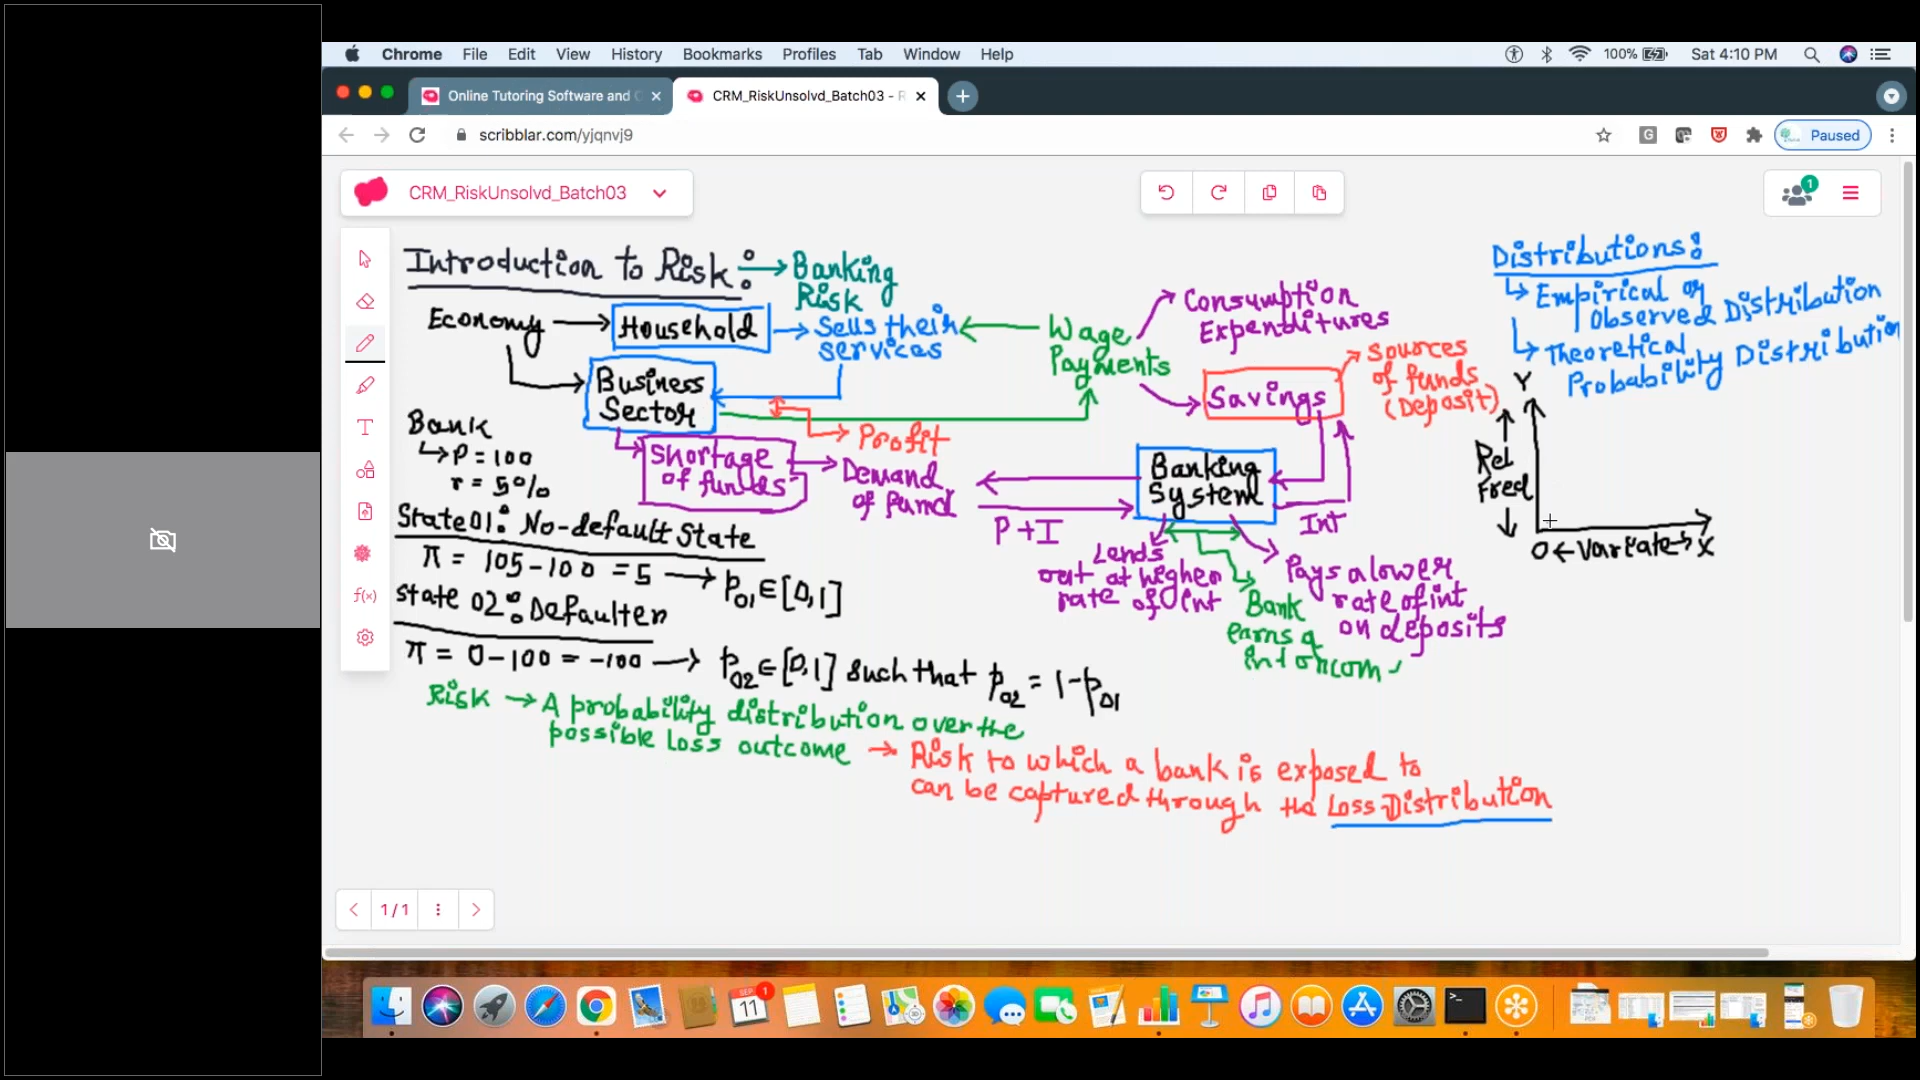 Chrome File Edit View History Bookmarks Profiles Tab Window Help
100% Sat 4:10 PM
Online Tutoring Software and
CRM_RiskUnsolvd_Batch03 - R
scribblar.com/yjqnvj9
Paused
CRM_RiskUnsolvd_Batch03
1
Introduction to Risk: → Banking
Risk
Economy → Household → Sells their
services
Business
Sector
Wage
Payments
Consumption
Expenditures
Savings
Sources
of funds
(Deposit)
Profit
Shortage
of funds
Demand
of fund
Banking
System
P + I
Int
Lends
out at higher
rate of Int
Pays a lower
rate of int
on deposits
Bank
earns a
int
Bank
P = 100
r = 5%
State 01: No-default State
π = 105 - 100 = 5 → p01 ∈ [0,1]
State 02: Defaulter
π = 0 - 100 = -100 → p02 ∈ [0,1] such that p02 = 1 - p01
Risk → A probability distribution over the
possible loss outcome → Risk to which a bank is exposed to
can be captured through the Loss Distribution
Distributions:
Empirical or
Observed Distribution
Theoretical
Probability Distribution
Y
Rel
Freq
O ← Variate → X
f(x)
1 / 1
SEP
11
1